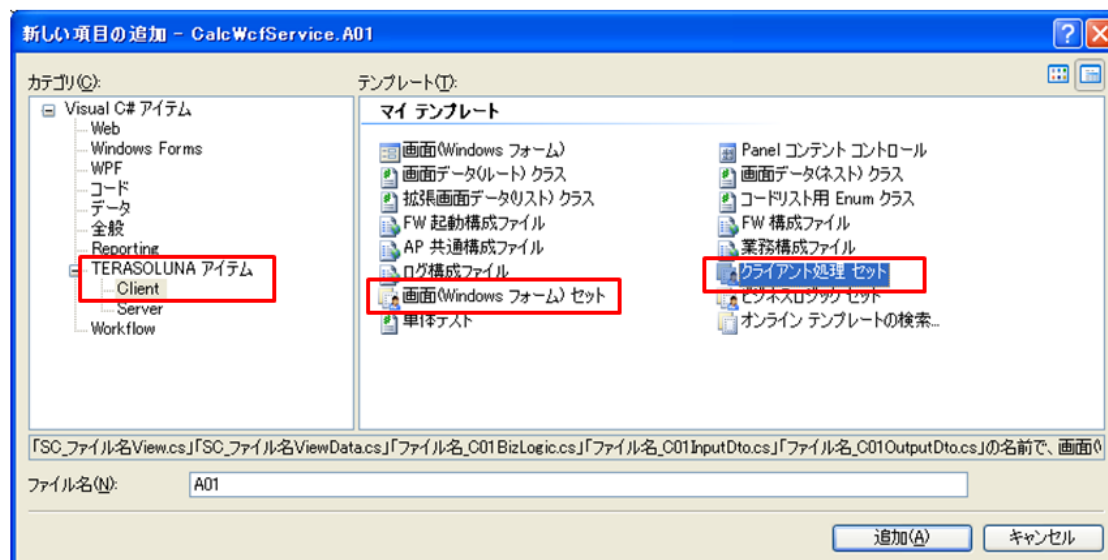 新しい項目の追加 - CalcWcfService.A01
カテゴリ(C):
テンプレート(T):
Visual C# アイテム
Web
Windows Forms
WPF
コード
データ
全般
Reporting
TERASOLUNA アイテム
Client
Server
Workflow
マイ テンプレート
画面(Windows フォーム)
Panel コンテント コントロール
画面データ(ルート) クラス
画面データ(ネスト) クラス
拡張画面データ(リスト) クラス
コードリスト用 Enum クラス
FW 起動構成ファイル
FW 構成ファイル
AP 共通構成ファイル
業務構成ファイル
ログ構成ファイル
クライアント処理 セット
画面(Windows フォーム) セット
ビジネスロジック セット
単体テスト
オンライン テンプレートの検索...
「SC_ファイル名View.cs」「SC_ファイル名ViewData.cs」「ファイル名_C01BizLogic.cs」「ファイル名_C01InputDto.cs」「ファイル名_C01OutputDto.cs」の名前で、画面(
ファイル名(N):
A01
追加(A)
キャンセル